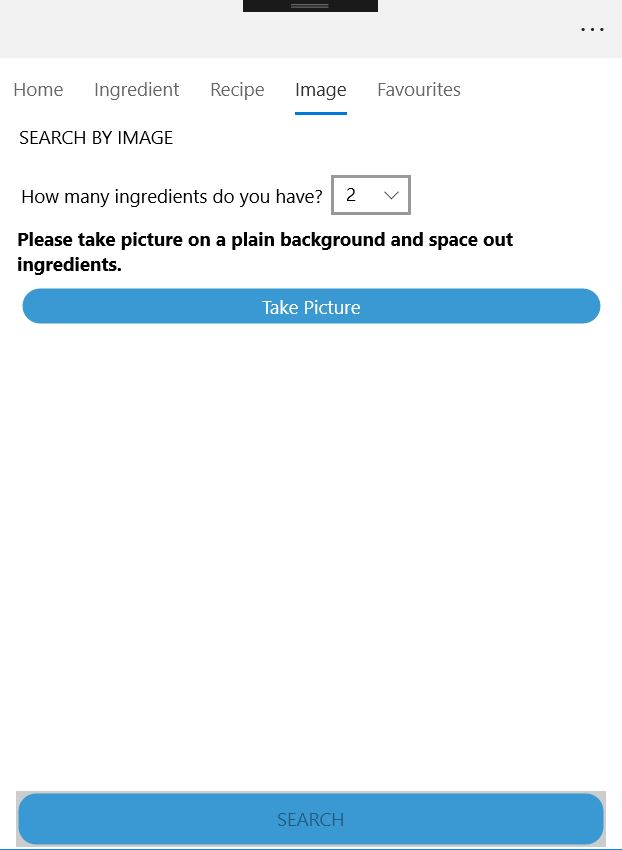 Home Ingredient Recipe Image Favourites
SEARCH BY IMAGE
How many ingredients do you have? 2
Please take picture on a plain background and space out
ingredients.
Take Picture
SEARCH